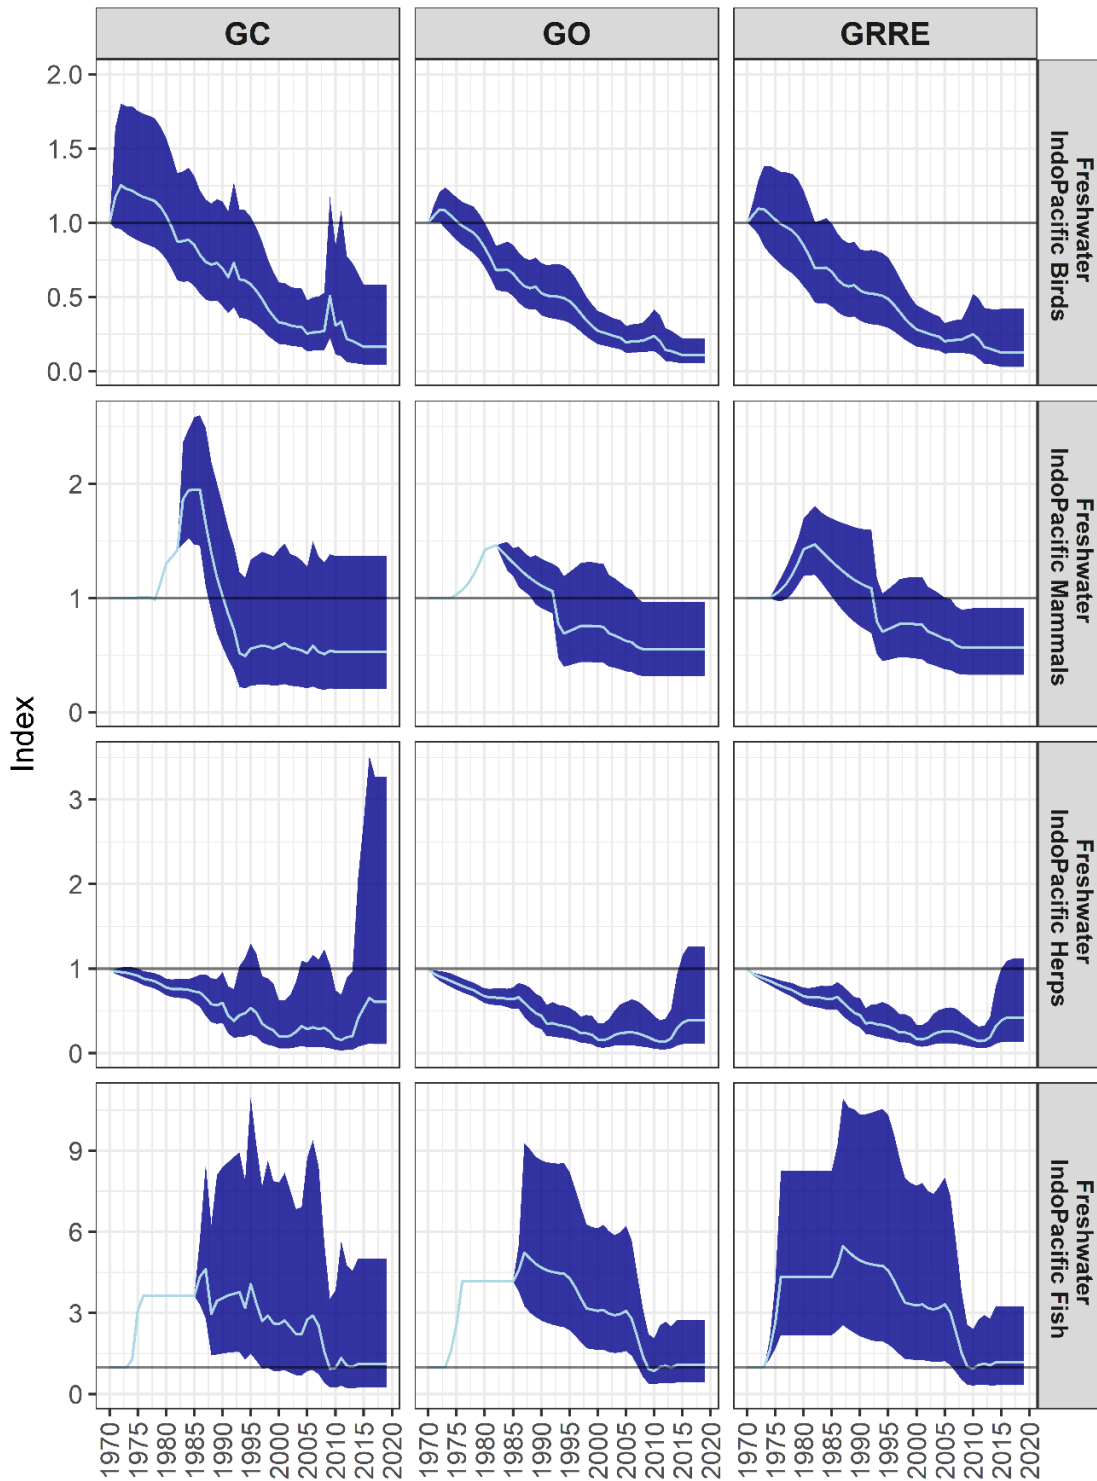 GC
GO
GRRE
Index
2.0
1.5
1.0
0.5
0.0
Freshwater
IndoPacific Birds
2
1
0
Freshwater
IndoPacific Mammals
3
2
1
0
Freshwater
IndoPacific Herps
9
6
3
0
Freshwater
IndoPacific Fish
1970 1975 1980 1985 1990 1995 2000 2005 2010 2015 2020
1970 1975 1980 1985 1990 1995 2000 2005 2010 2015 2020
1970 1975 1980 1985 1990 1995 2000 2005 2010 2015 2020